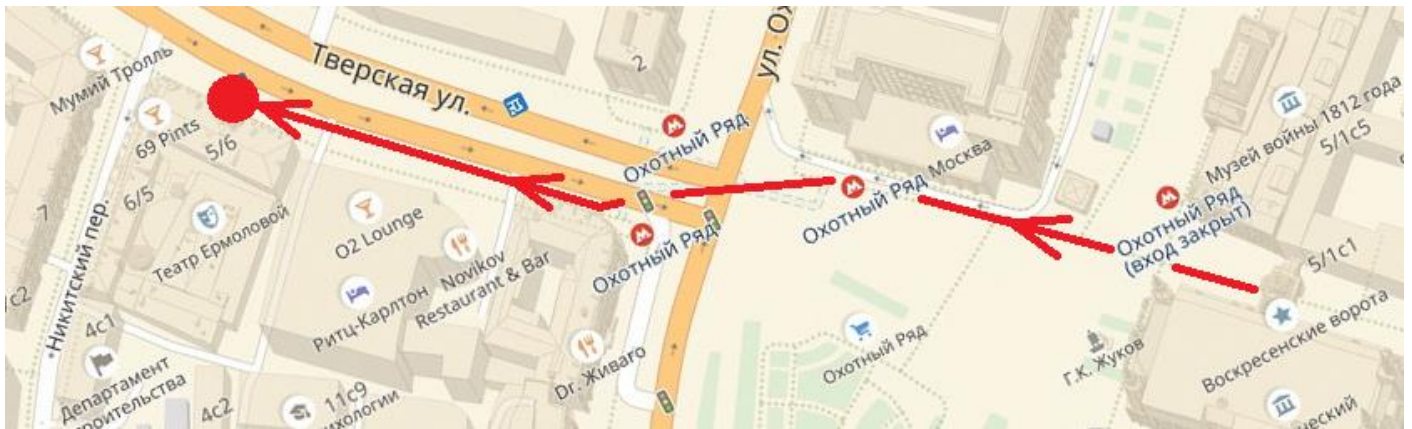 Мумий Тролль
69 Pints
5/6
6/5
7
Театр Ермоловой
Никитский пер.
4с1
Департамент
4с2
11с9
Тверская ул.
O2 Lounge
Ритц-Карлтон
Novikov
Restaurant & Bar
Dr. Живаго
2
Охотный Ряд
Охотный Ряд
ул. Ох
Москва
Охотный Ряд
Охотный Ряд
Г.К. Жуков
Музей войны 1812 года
5/1с5
Охотный Ряд
(вход закрыт)
5/1с1
Воскресенские ворота